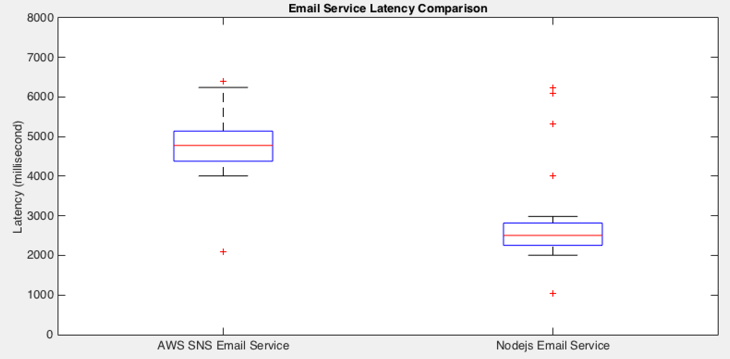 Email Service Latency Comparison
8000
7000
6000
5000
4000
3000
2000
1000
0
Latency (millisecond)
AWS SNS Email Service
Nodejs Email Service